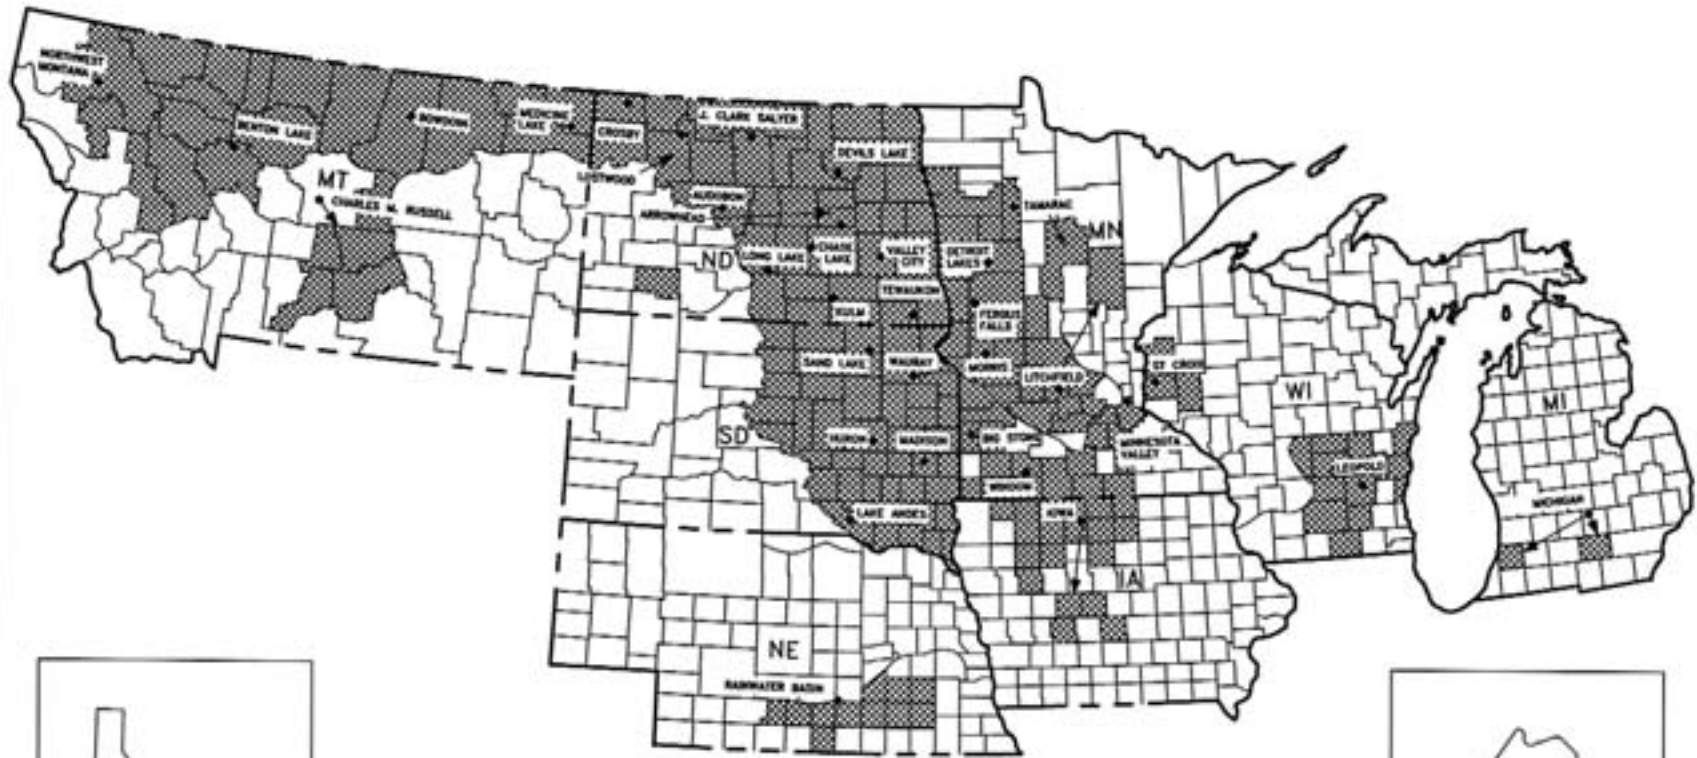 NORTHWEST
MONTANA
BENTON LAKE
BOWDOIN
MEDICINE
LAKE
CROSBY
J. CLARK SALYER
DEVILS LAKE
LOSTWOOD
MT
CHARLES M. RUSSELL
AUDOBON
ARROWHEAD
TAMARAC
MN
ND
LONG LAKE
CHASE
LAKE
VALLEY
CITY
DETROIT
LAKES
TEWAUKON
KULM
FERGUS
FALLS
SAND LAKE
WAUBAY
MORRIS
LITCHFIELD
ST CROIX
WI
MI
SD
HURON
MADISON
BIG STONE
MINNESOTA
VALLEY
LEOPOLD
WINDOM
MICHIGAN
LAKE ANDES
IOWA
IA
NE
RAINWATER BASIN